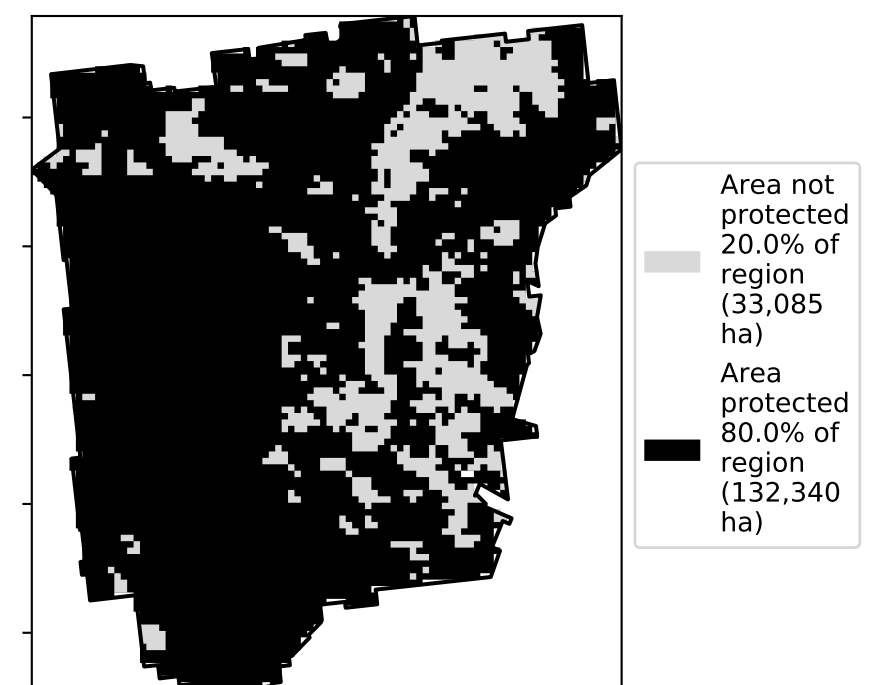 Area not
protected
20.0% of
region
(33,085
ha)
Area
protected
80.0% of
region
(132,340
ha)